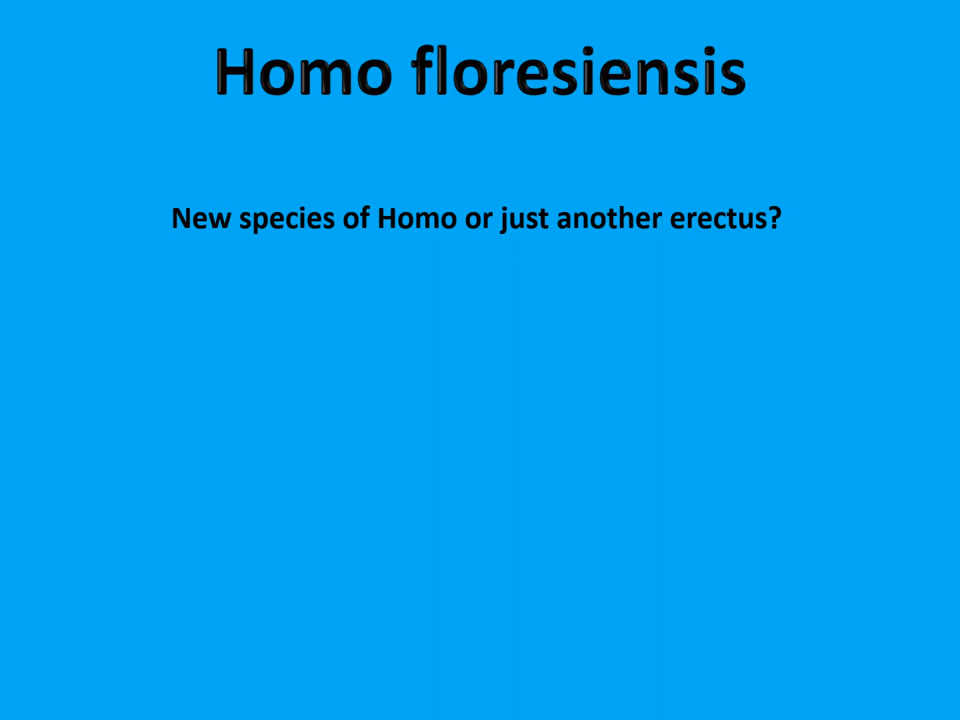 Homo floresiensis
New species of Homo or just another erectus?